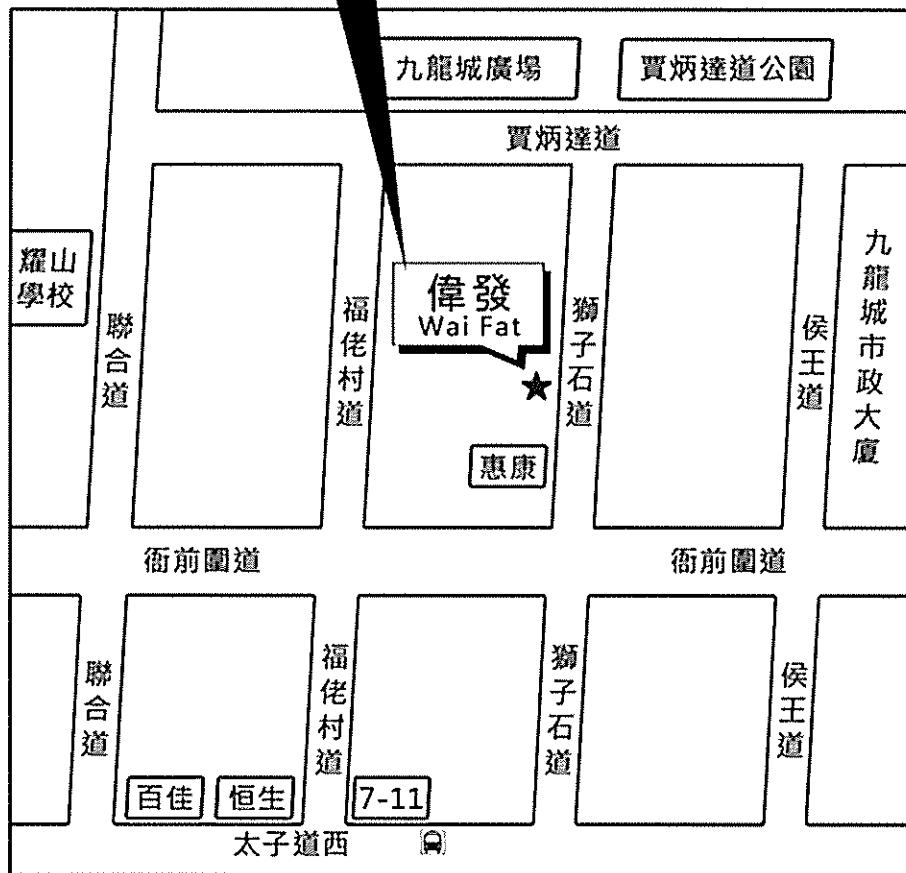 九龍城廣場
賈炳達道公園
賈炳達道
耀山
學校
聯合道
福佬村道
偉發
Wai Fat
獅子石道
侯王道
九龍城市政大廈
惠康
衙前圍道
衙前圍道
聯合道
福佬村道
獅子石道
侯王道
百佳
恒生
7-11
太子道西